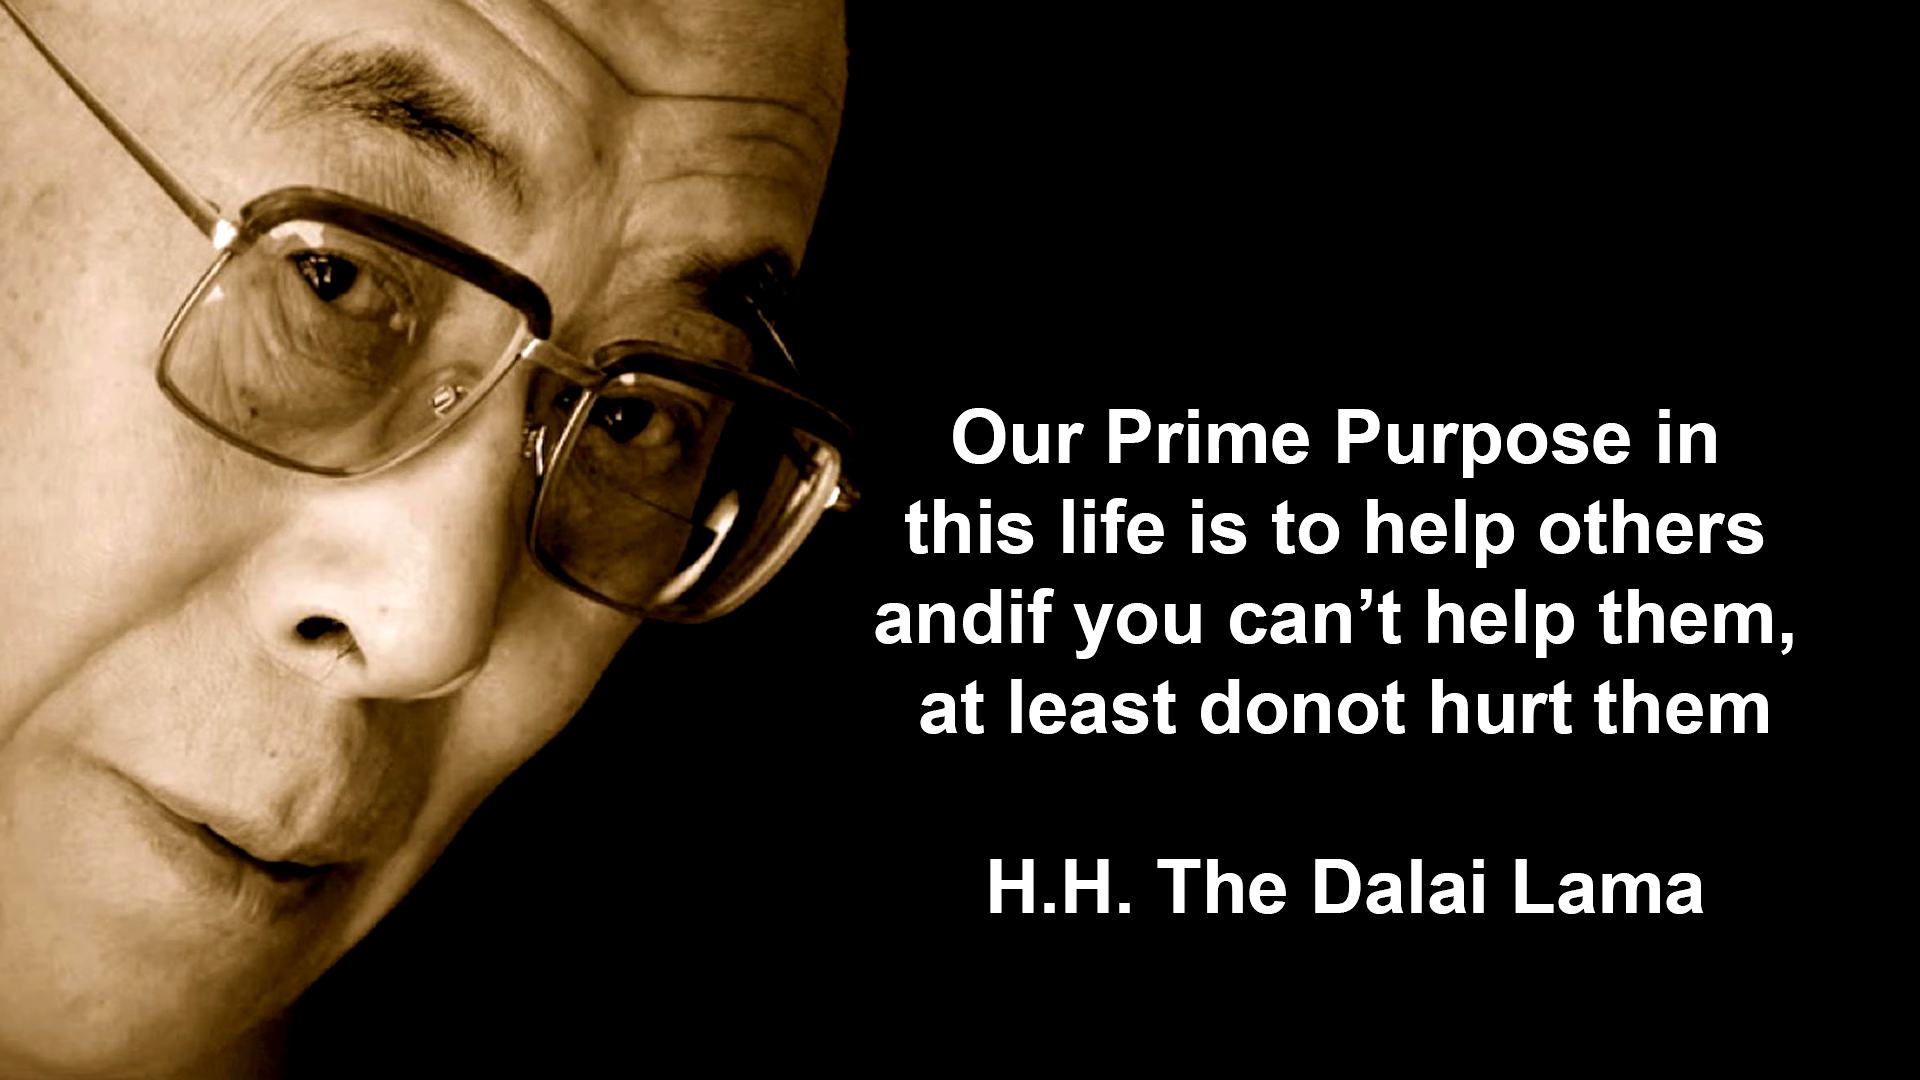 Our Prime Purpose in
this life is to help others
andif you can’t help them,
at least donot hurt them
H.H. The Dalai Lama